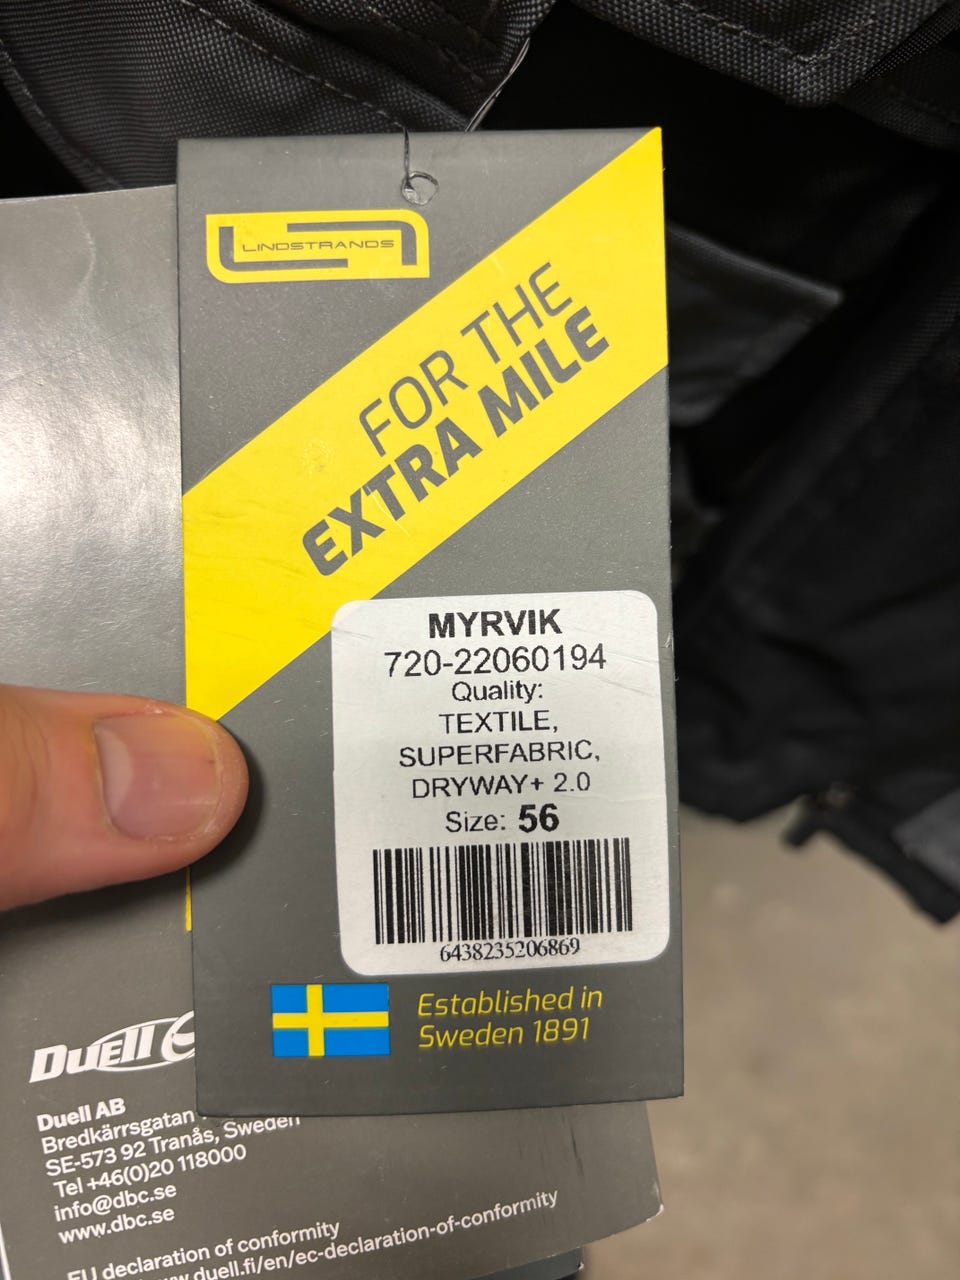 LINDSTRANDS
FOR THE
EXTRA MILE
MYRVIK
720-22060194
Quality:
TEXTILE,
SUPERFABRIC,
DRYWAY+ 2.0
Size: 56
6438235206869
Established in
Sweden 1891
DUELL
Duell AB
Bredkärrsgatan
SE-573 92 Tranås, Sweden
Tel +46(0)20 118000
info@dbc.se
www.dbc.se
EU declaration of conformity
www.duell.fi/en/ec-declaration-of-conformity